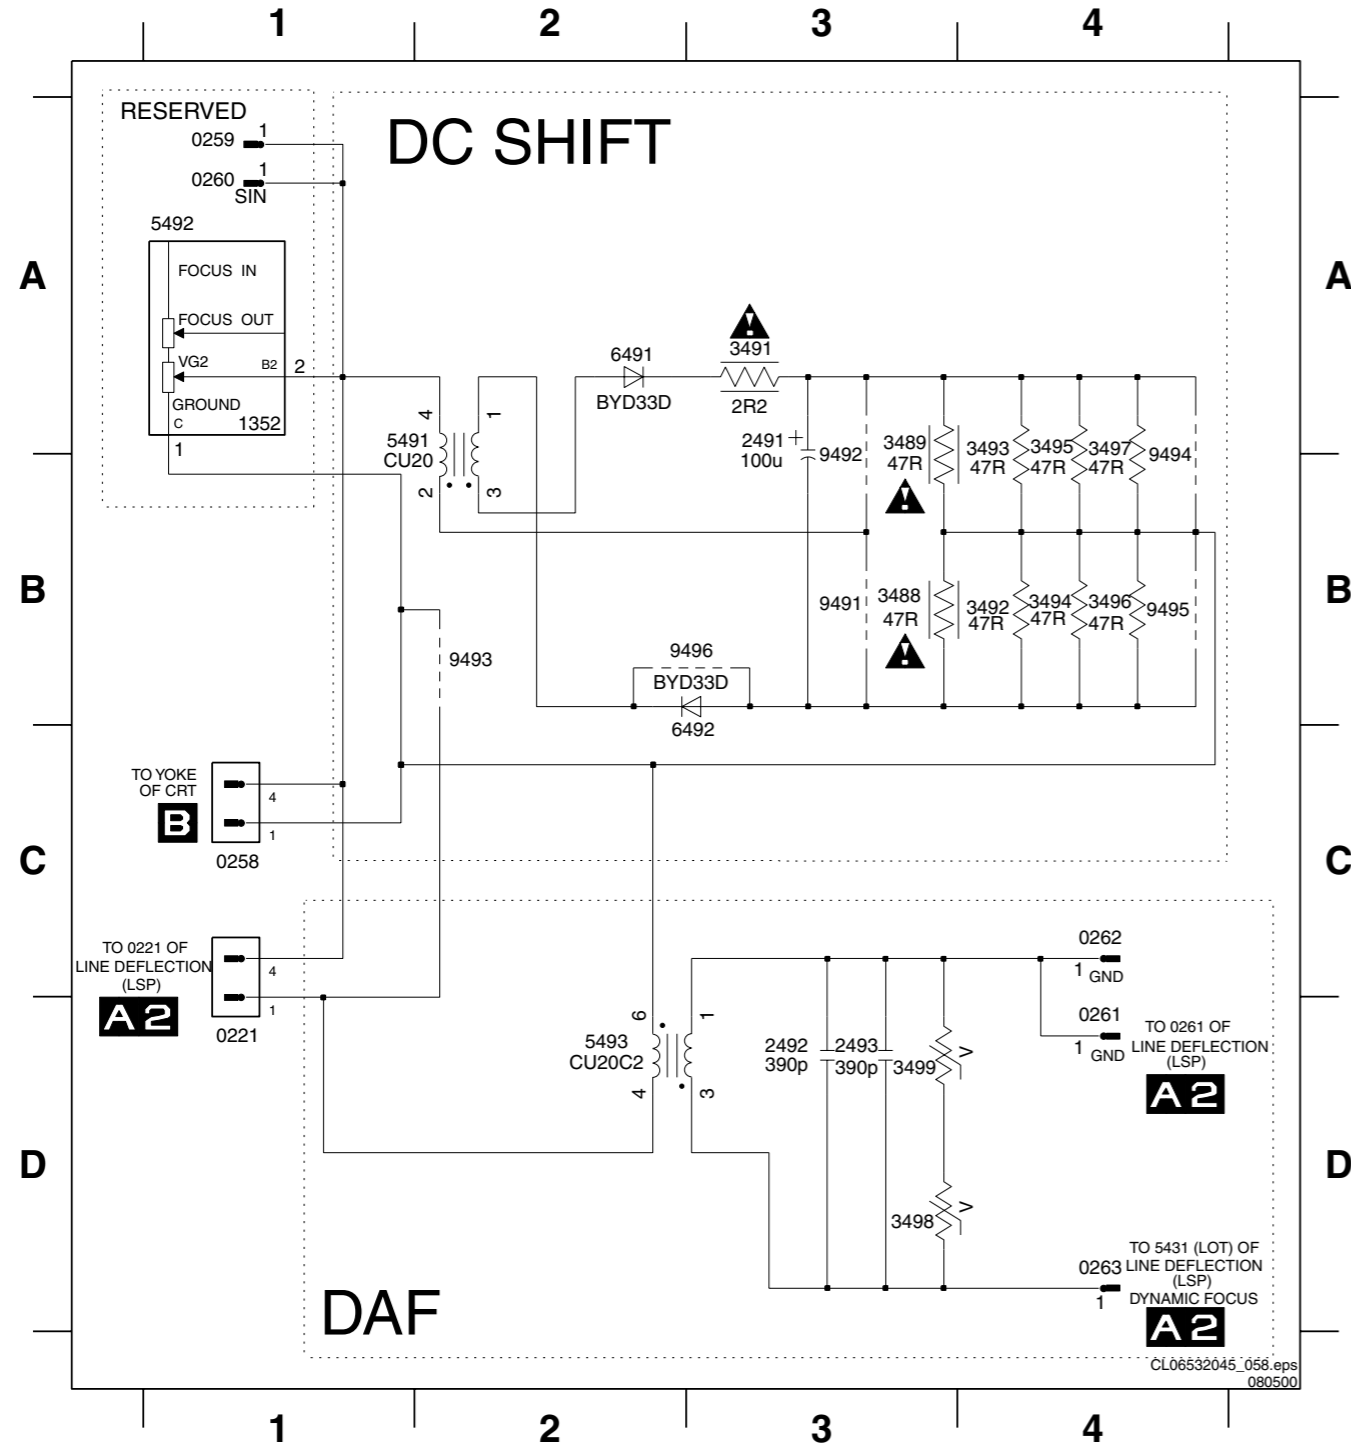 1 2 3 4
RESERVED
0259 1
0260 1
SIN
DC SHIFT
5492
A A
FOCUS IN
FOCUS OUT
VG2 B2 2
GROUND
C 1352
1
6491
BYD33D
3491
2R2
4 1
5491
CU20
2 3
2491 +
100u
9492
3489
47R
3493
47R
3495
47R
3497
47R
9494
B B
9491
3488
47R
3492
47R
3494
47R
3496
47R
9495
9493
9496
BYD33D
6492
TO YOKE
OF CRT
B
4
1
0258
C C
TO 0221 OF
LINE DEFLECTION
(LSP)
A2
4
1
0221
0262
1 GND
0261
1 GND
TO 0261 OF
LINE DEFLECTION
(LSP)
A2
6 1
5493
CU20C2
4 3
2492
390p
2493
390p
3499
V
D D
3498
V
TO 5431 (LOT) OF
0263 LINE DEFLECTION
(LSP)
1 DYNAMIC FOCUS
A2
DAF
CL06532045_058.eps
080500
1 2 3 4